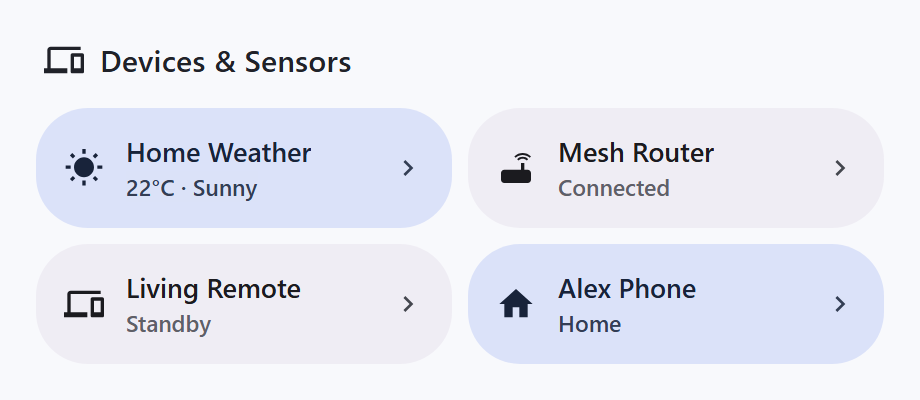 Devices & Sensors
Home Weather
22°C · Sunny
Mesh Router
Connected
Living Remote
Standby
Alex Phone
Home